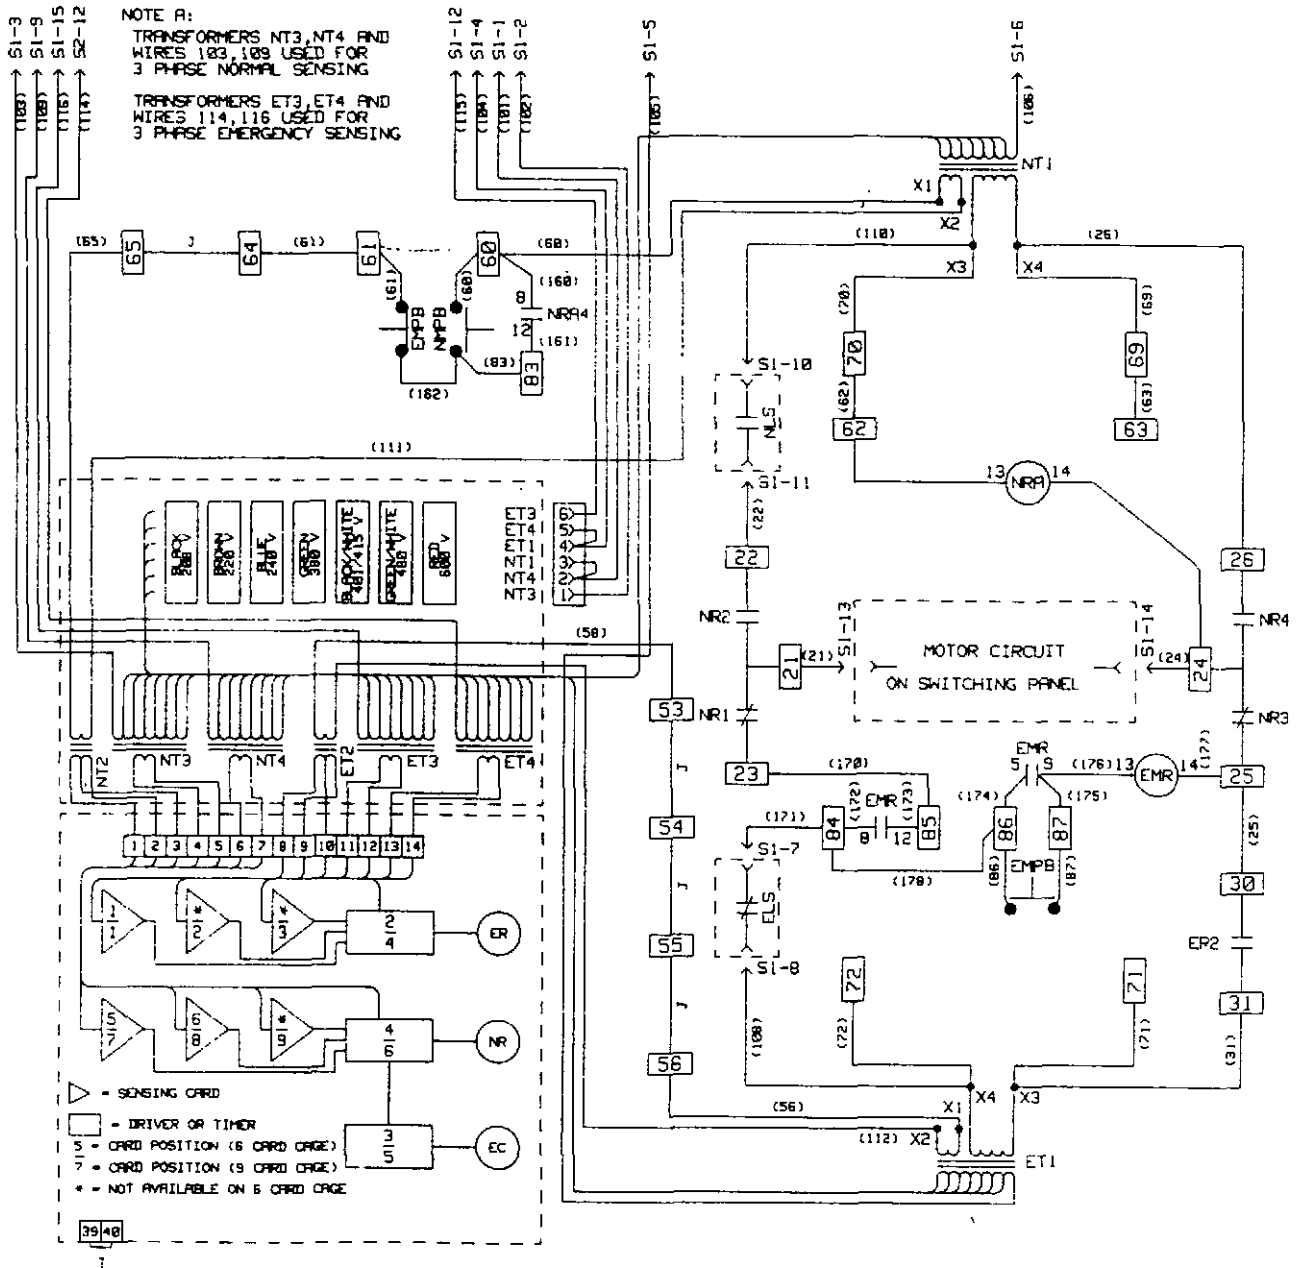 NOTE A:
TRANSFORMERS NT3,NT4 AND
WIRES 103,109 USED FOR
3 PHASE NORMAL SENSING
TRANSFORMERS ET3,ET4 AND
WIRES 114,116 USED FOR
3 PHASE EMERGENCY SENSING
S1-3
S1-9
S1-15
S2-12
(103)
(109)
(116)
(114)
S1-12
S1-4
S1-1
S1-2
(115)
(104)
(101)
(102)
S1-5
(105)
S1-6
(106)
NT1
X1
X2
X3
X4
(110)
(26)
(65)
65
J
64
(61)
61
60
(60)
(61)
(60)
(160)
8
NRA4
12
(161)
EMPB
NMPB
(83)
83
(162)
(111)
(70)
70
(62)
62
(69)
69
(63)
63
S1-10
NLS
S1-11
(22)
22
13
NRA
14
26
NR2
NR4
21
(21)
S1-13
MOTOR CIRCUIT
ON SWITCHING PANEL
S1-14
(24)
24
NR1
NR3
BLACK
208 V
BROWN
220 V
BLUE
240 V
GREEN
380 V
BLACK/WHITE
401/415 V
GREEN/WHITE
480 V
RED
600 V
ET3 6
ET4 5
ET1 4
NT1 3
NT4 2
NT3 1
(58)
53
J
54
J
55
J
56
NT2
NT3
NT4
ET2
ET3
ET4
23
(170)
(177)
25
EMR
5 9
(176)
13
EMR
14
(174)
(175)
(171)
84
(172)
EMR
(173)
85
8
12
86
87
(178)
(86)
EMPB
(87)
(25)
30
ER2
31
(31)
S1-7
ELS
S1-8
(108)
72
(72)
71
(71)
1 2 3 4 5 6 7 8 9 10 11 12 13 14
1
1
*
2
4
3
2
4
ER
5
7
6
8
*
9
4
6
NR
3
5
EC
= SENSING CARD
= DRIVER OR TIMER
5 = CARD POSITION (6 CARD CAGE)
7 = CARD POSITION (9 CARD CAGE)
* = NOT AVAILABLE ON 6 CARD CAGE
39 40
(56)
(112)
X1
X2
X4
X3
ET1